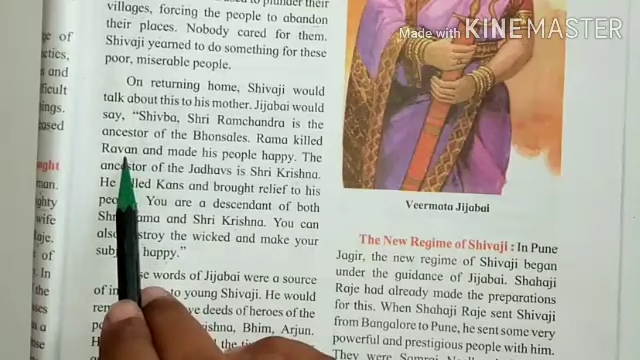 to plunder their
villages, forcing the people to abandon
their places. Nobody cared for them.
Shivaji yearned to do something for these
poor, miserable people.
On returning home, Shivaji would
talk about this to his mother. Jijabai would
say, “Shivba, Shri Ramchandra is the
ancestor of the Bhonsales. Rama killed
Ravan and made his people happy. The
ancestor of the Jadhavs is Shri Krishna.
He killed Kans and brought relief to his
You are a descendant of both
and Shri Krishna. You can
destroy the wicked and make your
happy.”
words of Jijabai were a source
of to young Shivaji. He would
deeds of heroes of the
Bhim, Arjun.
Made with KINEMASTER
Veermata Jijabai
The New Regime of Shivaji : In Pune
Jagir, the new regime of Shivaji began
under the guidance of Jijabai. Shahaji
Raje had already made the preparations
for this. When Shahaji Raje sent Shivaji
from Bangalore to Pune, he sent some very
powerful and prestigious people with him.
They were
of
and